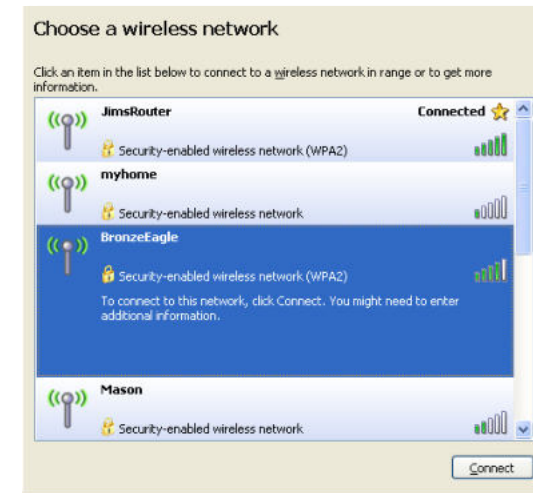 Choose a wireless network
Click an item in the list below to connect to a wireless network in range or to get more
information.
JimsRouter Connected
Security-enabled wireless network (WPA2)
myhome
Security-enabled wireless network
BronzeEagle
Security-enabled wireless network (WPA2)
To connect to this network, click Connect. You might need to enter
additional information.
Mason
Security-enabled wireless network
Connect